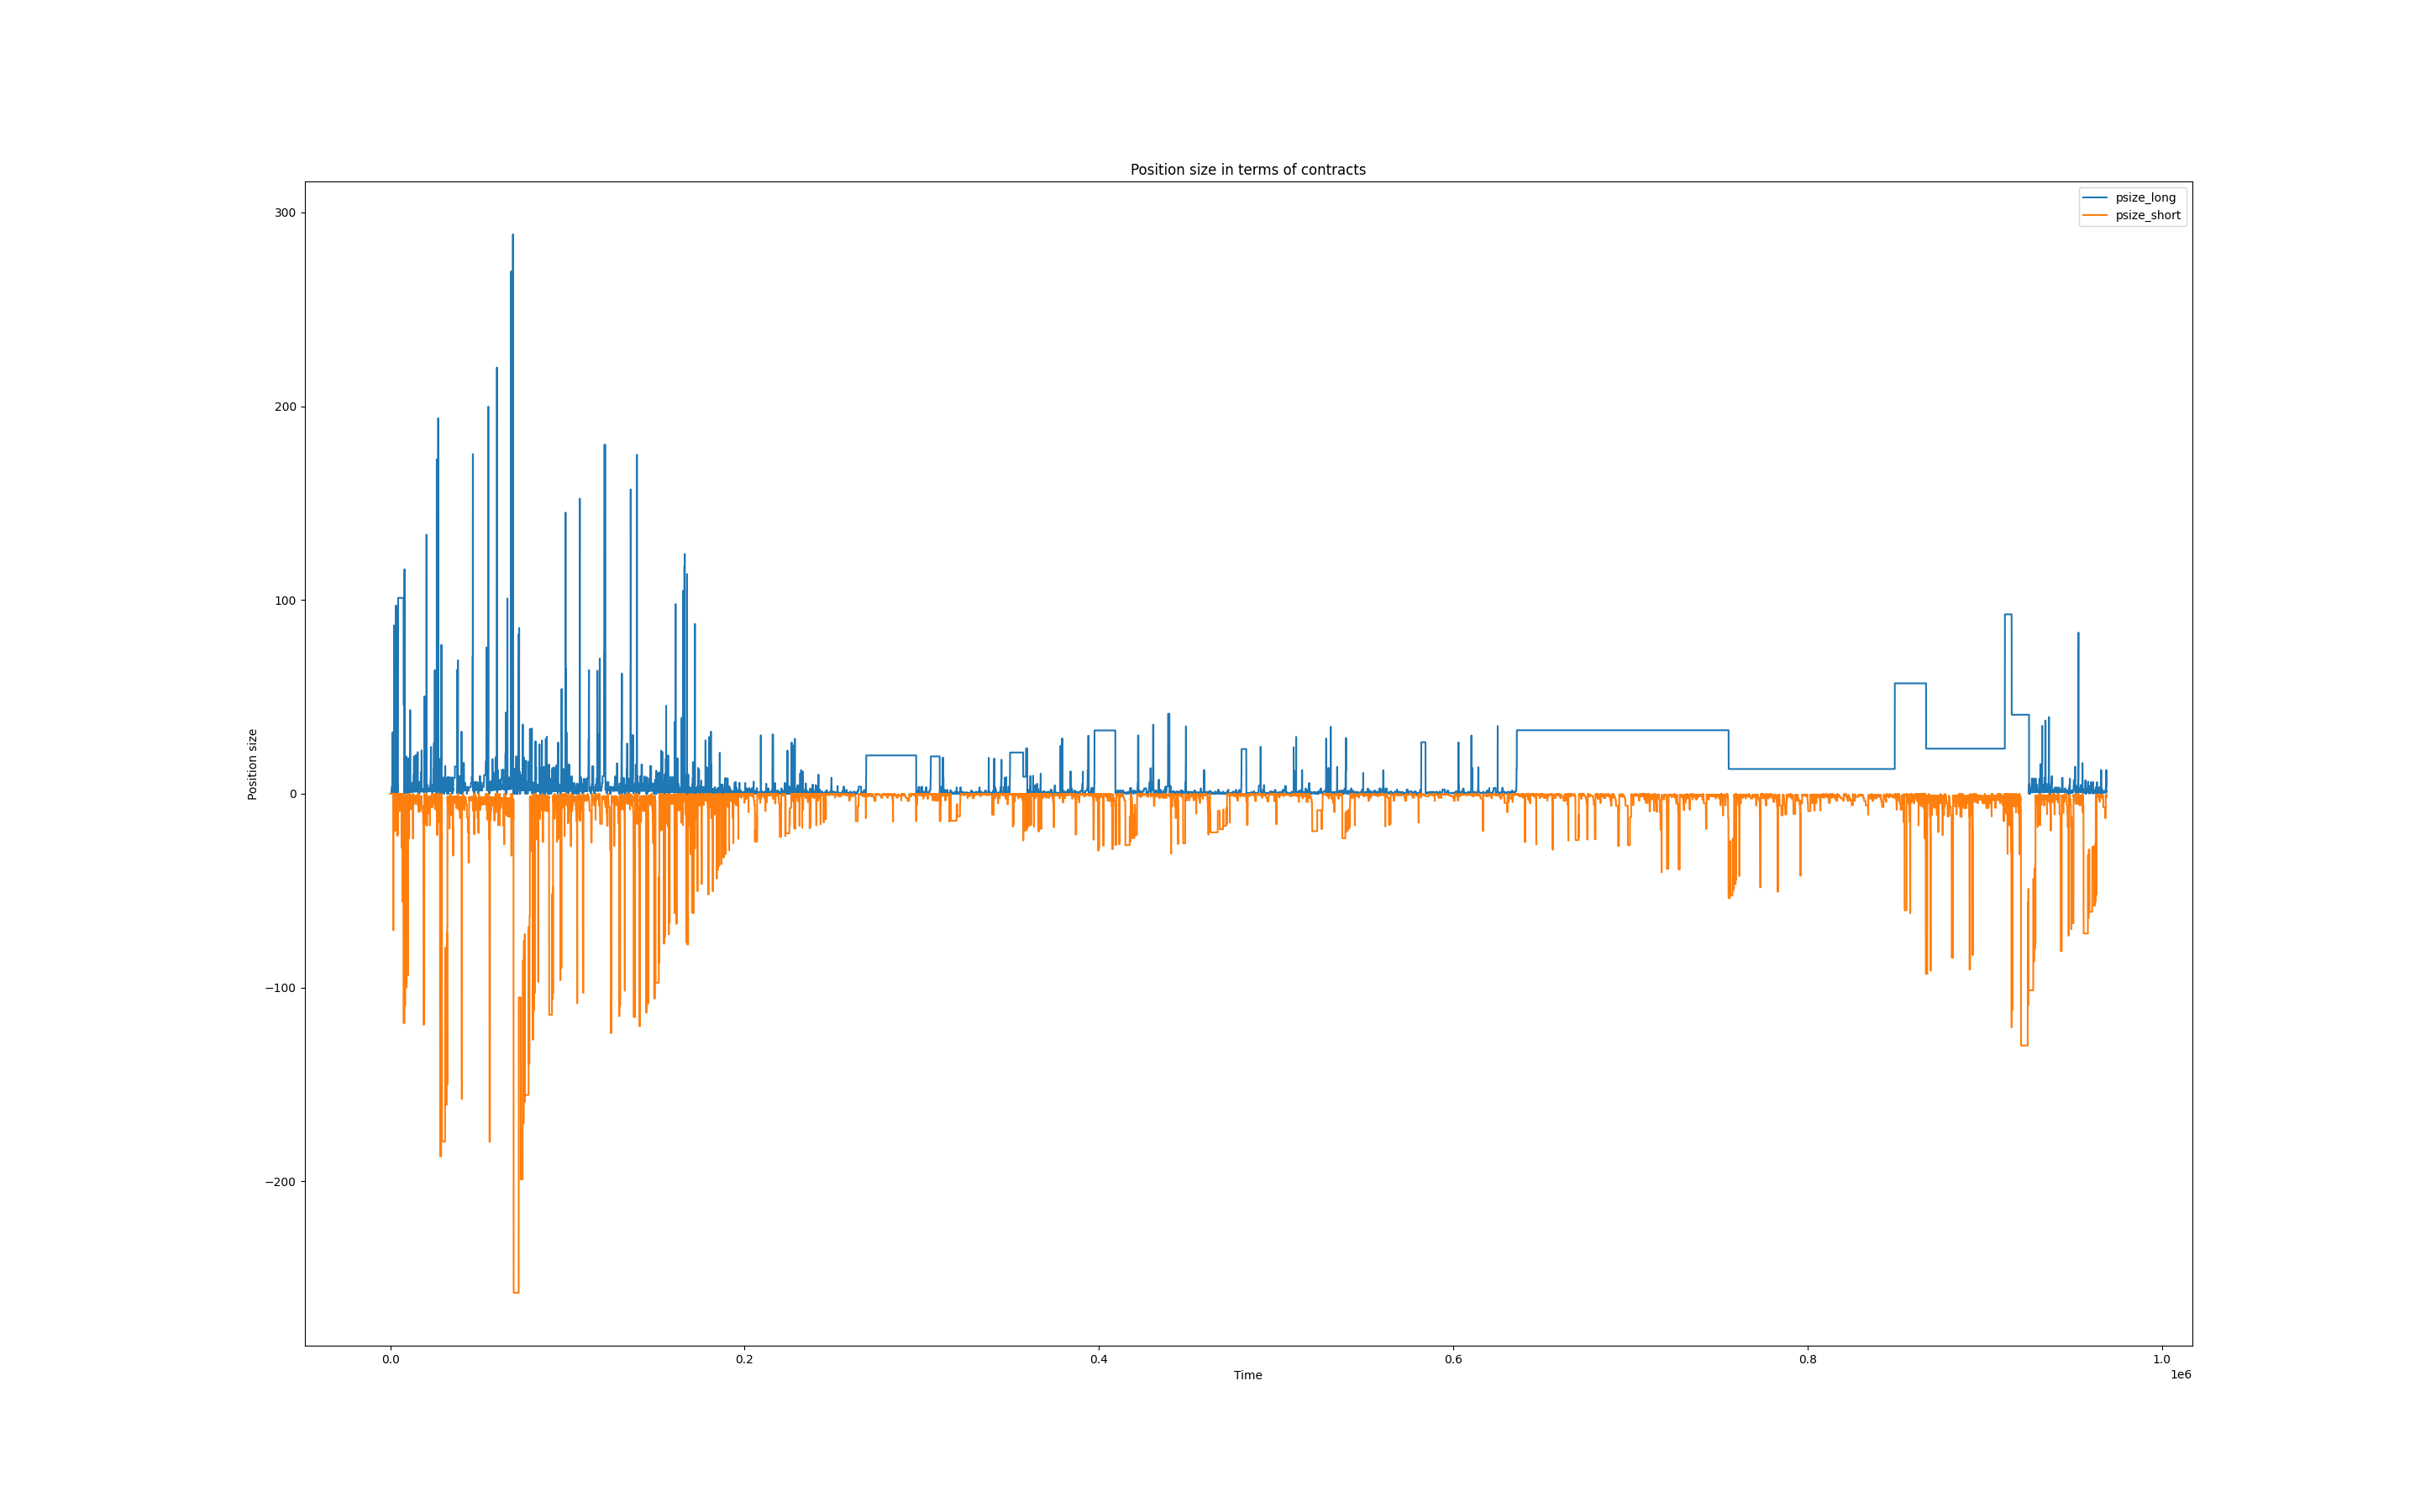 Position size in terms of contracts
psize_long
psize_short
300
200
100
0
−100
−200
Position size
0.0
0.2
0.4
0.6
0.8
1.0
1e6
Time